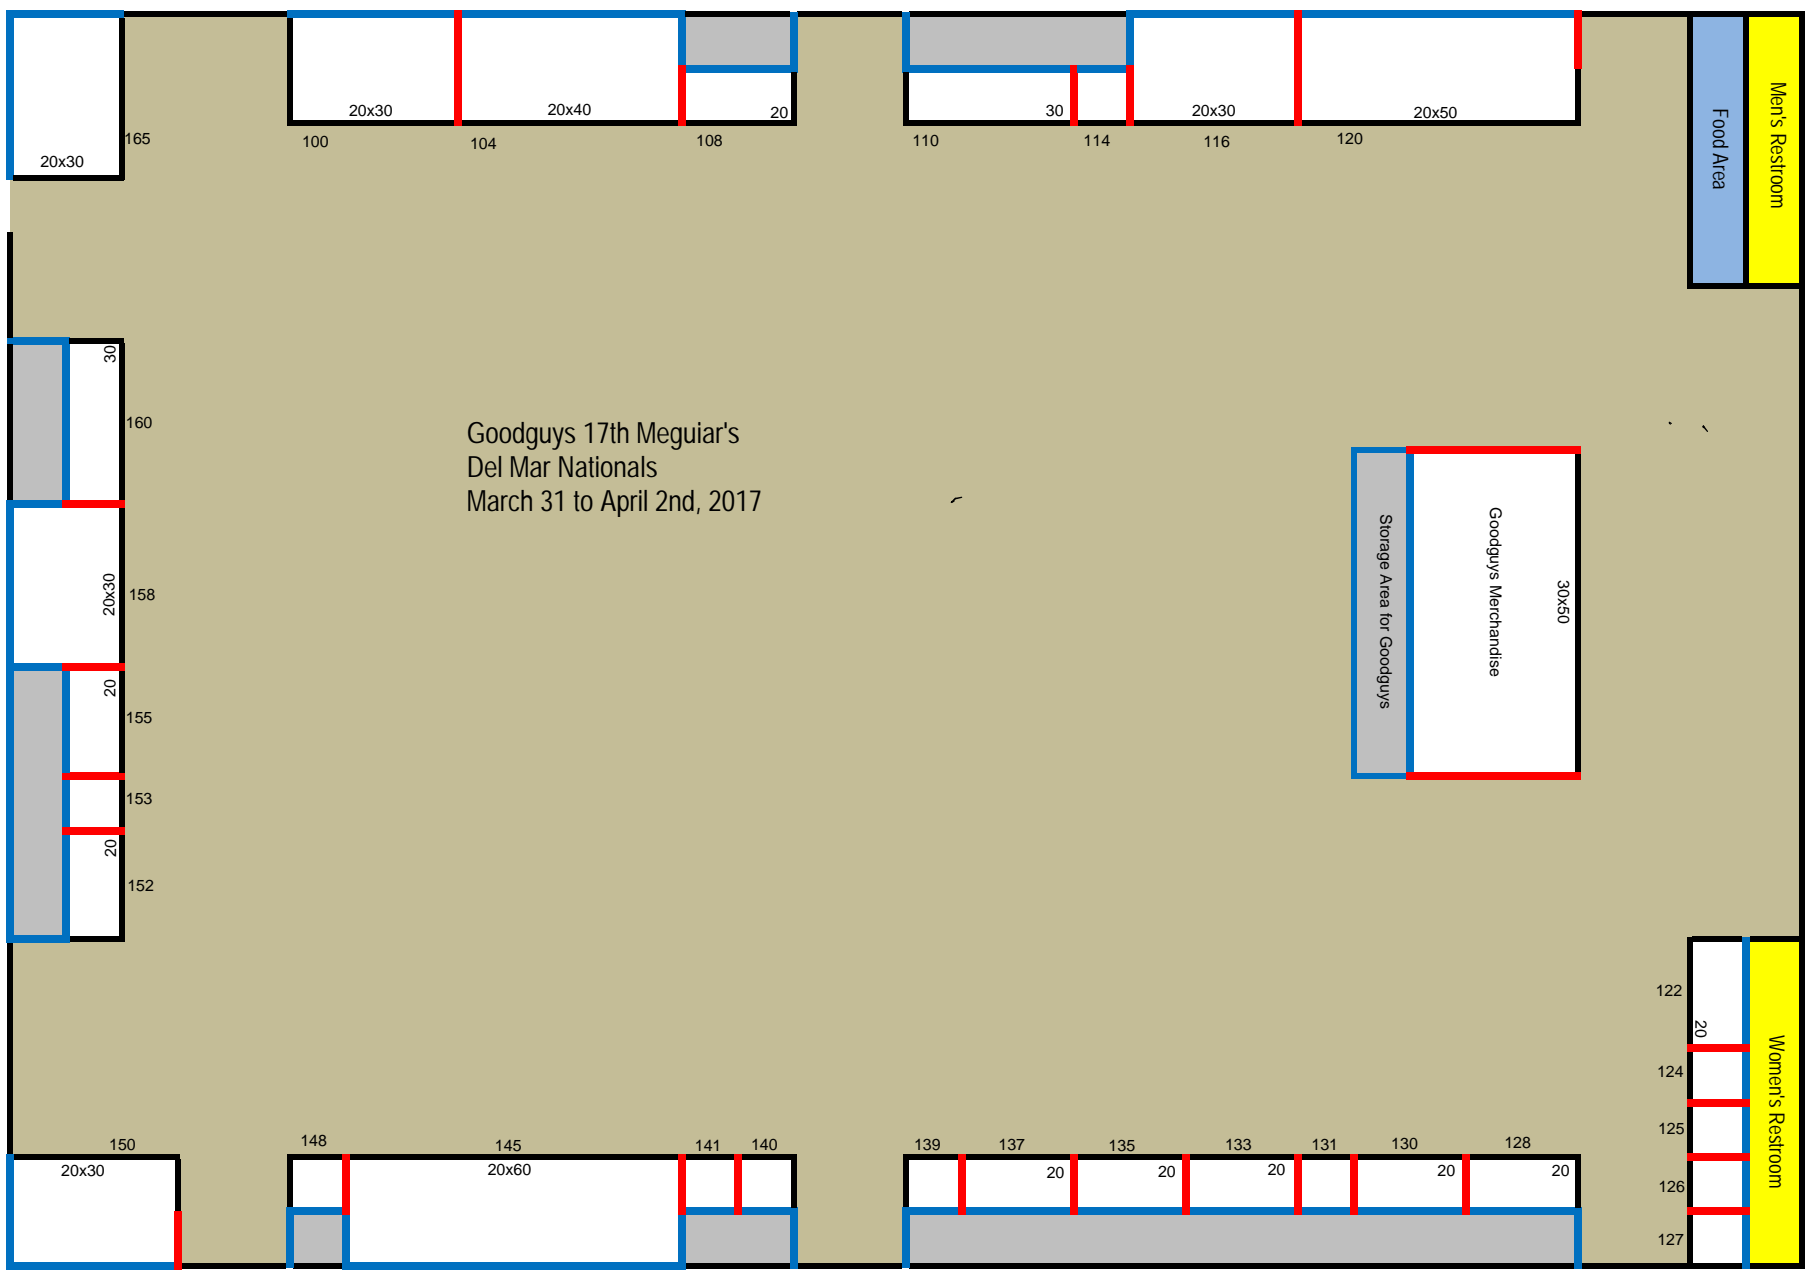 20x30
20x40
20
30
20x30
20x50
Men's Restroom
Food Area
165
100
104
108
110
114
116
120
20x30
30
160
Goodguys 17th Meguiar's
Del Mar Nationals
March 31 to April 2nd, 2017
Storage Area for Goodguys
Goodguys Merchandise
30x50
20x30
158
20
155
153
20
152
122
20
124
125
126
127
Women's Restroom
150
148
145
141
140
139
137
135
133
131
130
128
20x30
20x60
20
20
20
20
20